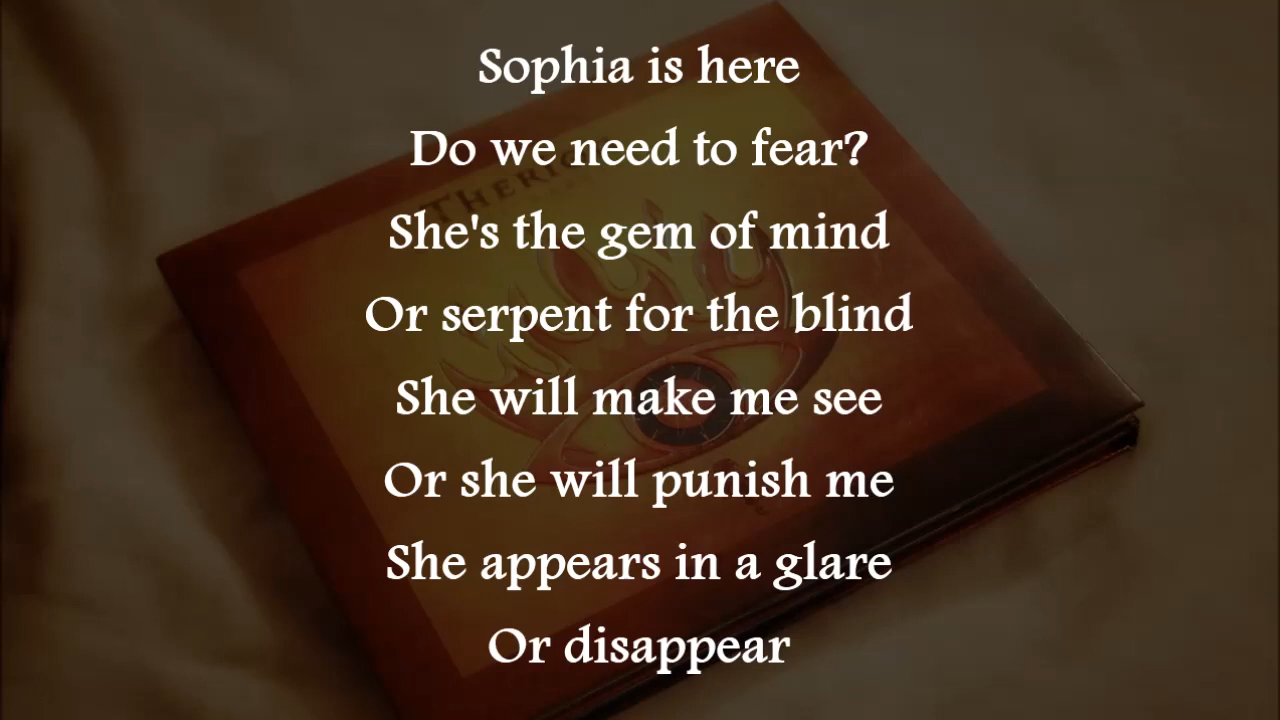 Sophia is here
Do we need to fear?
She's the gem of mind
Or serpent for the blind
She will make me see
Or she will punish me
She appears in a glare
Or disappear